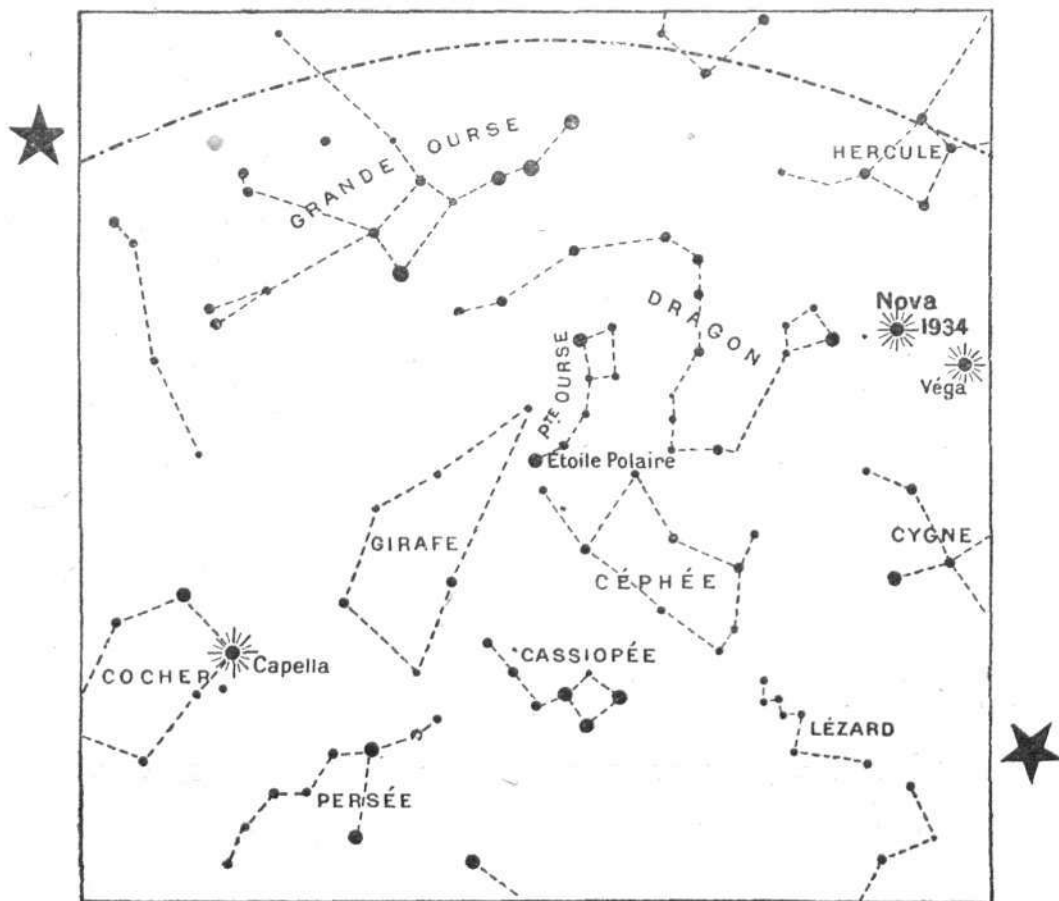 GRANDE OURSE
HERCULE
DRAGON
Nova
1934
Véga
PTE OURSE
Etoile Polaire
GIRAFE
CÉPHÉE
CYGNE
COCHER
Capella
CASSIOPÉE
LÉZARD
PERSÉE